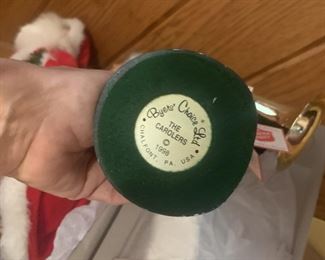 Byers' Choice Ltd.
THE
CAROLERS
©
1998
CHALFONT, PA USA